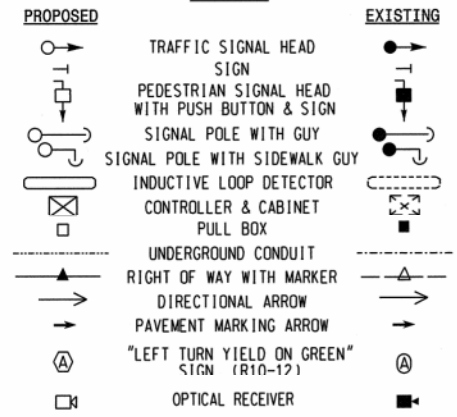 PROPOSED EXISTING
TRAFFIC SIGNAL HEAD
SIGN
PEDESTRIAN SIGNAL HEAD
WITH PUSH BUTTON & SIGN
SIGNAL POLE WITH GUY
SIGNAL POLE WITH SIDEWALK GUY
INDUCTIVE LOOP DETECTOR
CONTROLLER & CABINET
PULL BOX
UNDERGROUND CONDUIT
RIGHT OF WAY WITH MARKER
DIRECTIONAL ARROW
PAVEMENT MARKING ARROW
"LEFT TURN YIELD ON GREEN"
A SIGN (R10-12) A
OPTICAL RECEIVER